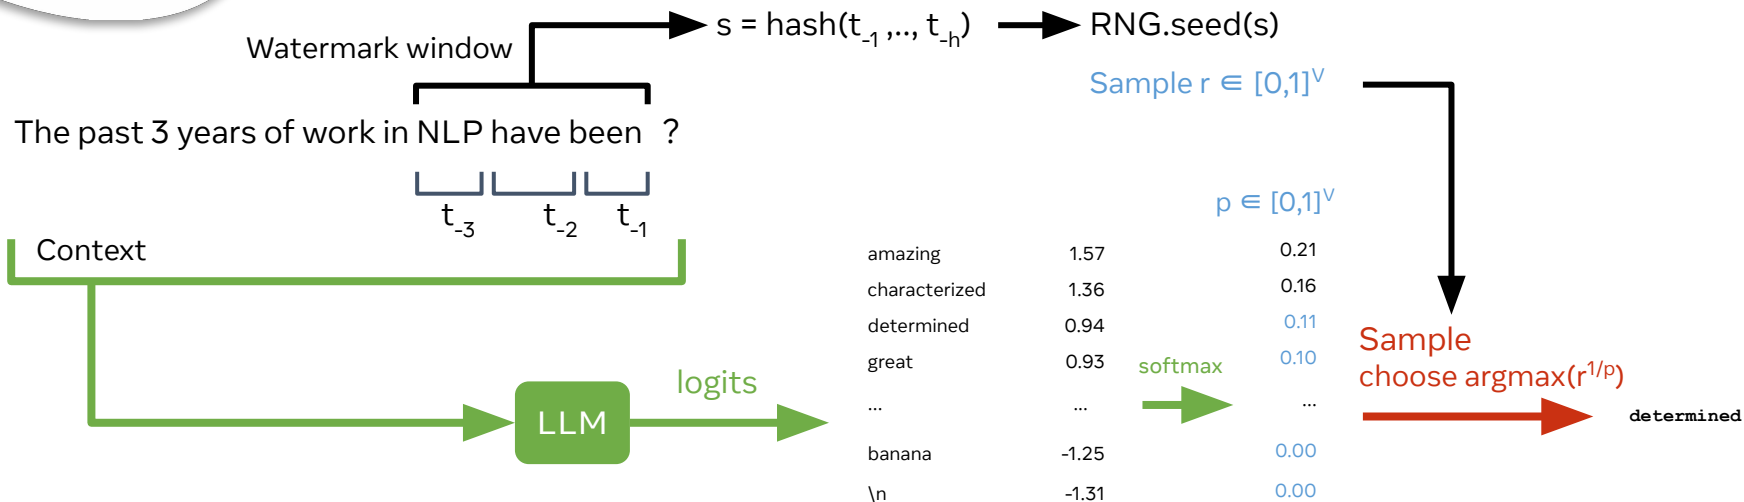 s = hash(t₋₁,.., t₋ₕ)
RNG.seed(s)
Watermark window
Sample r ∈ [0,1]ⱽ
The past 3 years of work in NLP have been ?
t₋₃ t₋₂ t₋₁
p ∈ [0,1]ⱽ
Context
amazing 1.57 0.21
characterized 1.36 0.16
determined 0.94 0.11
great 0.93 0.10
softmax
... ... ...
banana -1.25 0.00
\n -1.31 0.00
logits
LLM
Sample
choose argmax(r¹ᐟᵖ)
determined